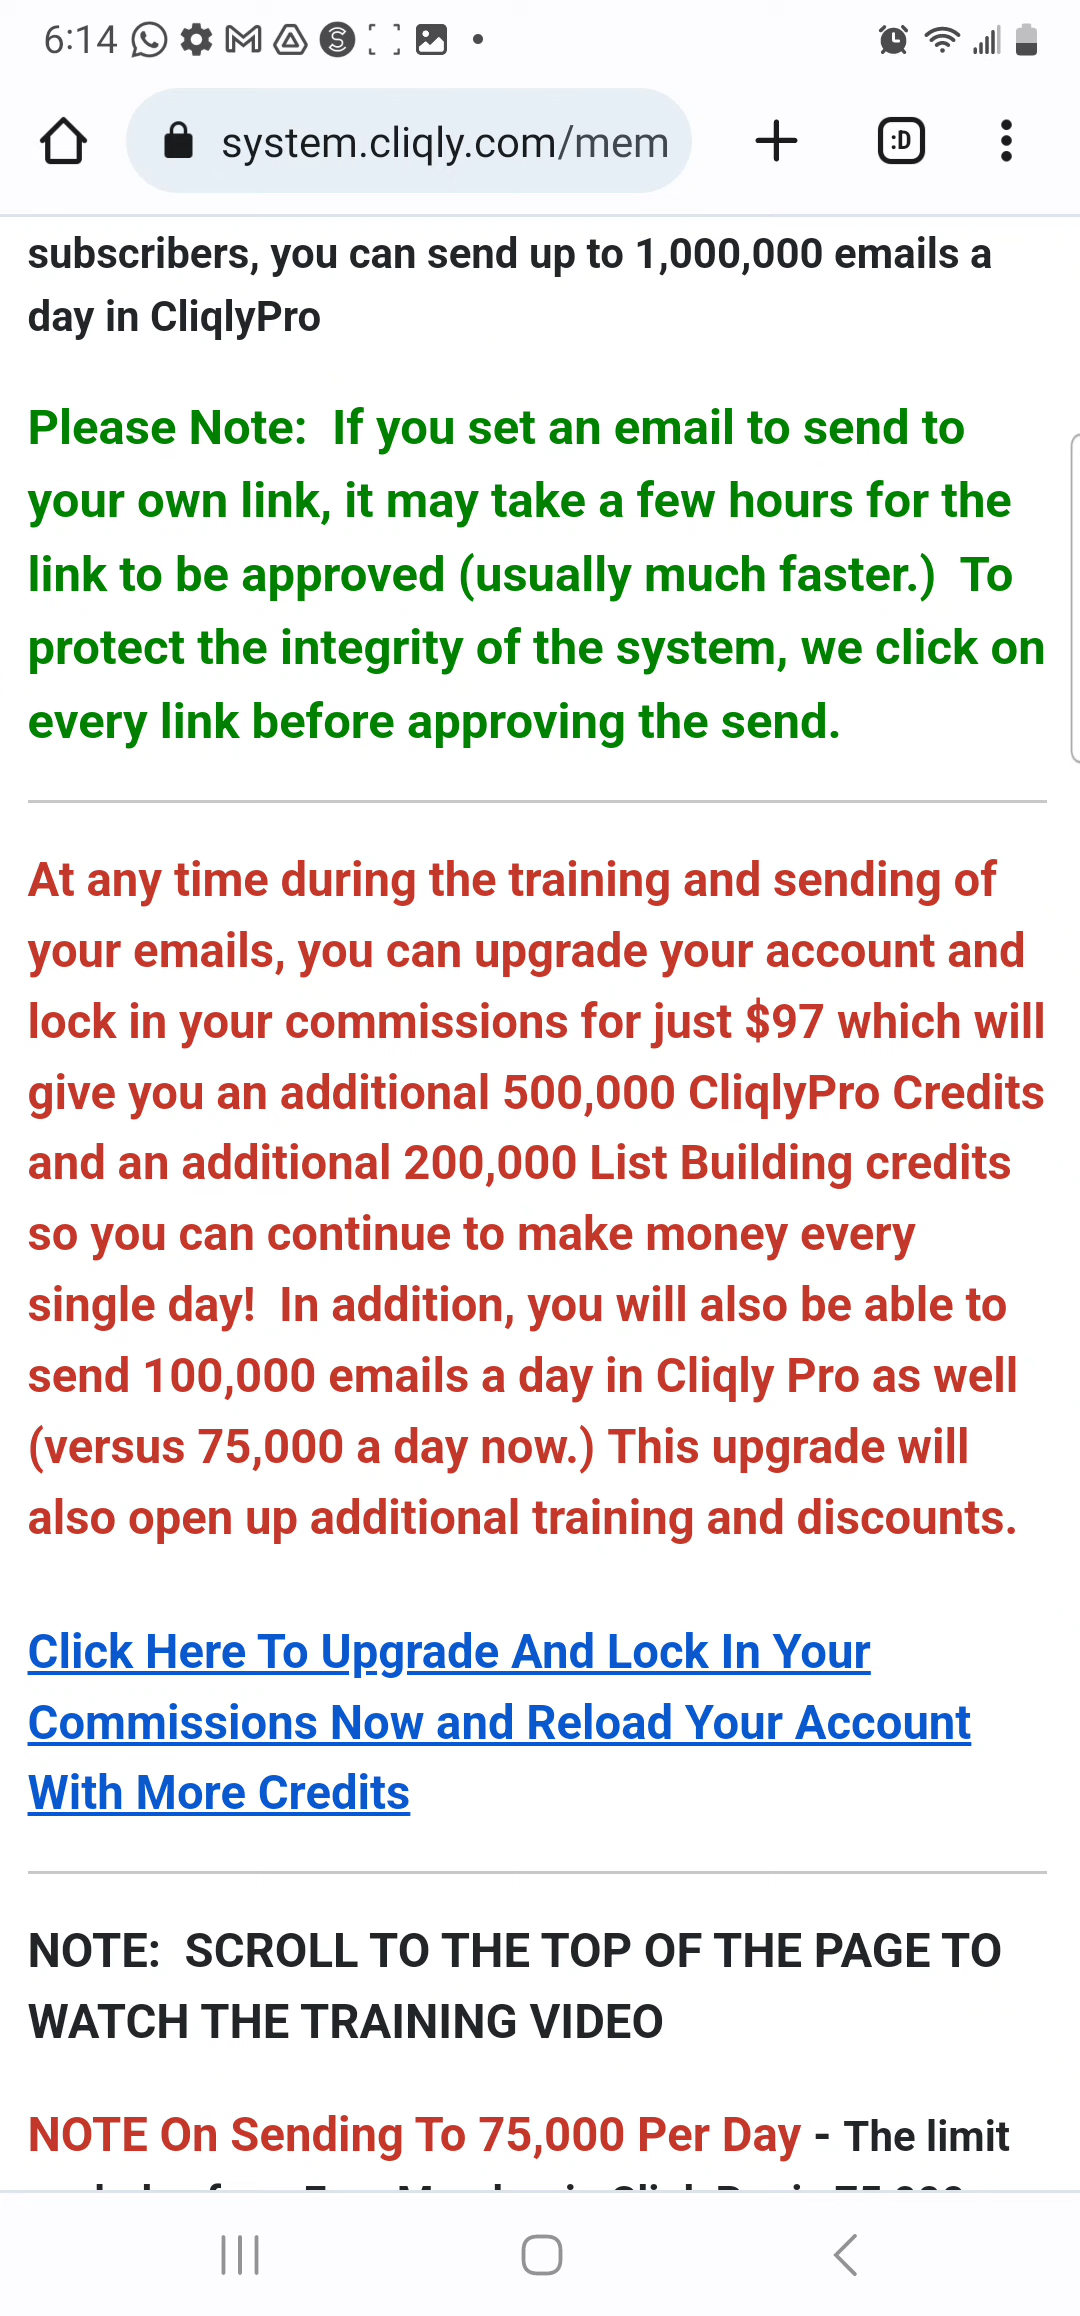 6:14
system.cliqly.com/mem
:D
subscribers, you can send up to 1,000,000 emails a
day in CliqlyPro
Please Note:  If you set an email to send to
your own link, it may take a few hours for the
link to be approved (usually much faster.)  To
protect the integrity of the system, we click on
every link before approving the send.
At any time during the training and sending of
your emails, you can upgrade your account and
lock in your commissions for just $97 which will
give you an additional 500,000 CliqlyPro Credits
and an additional 200,000 List Building credits
so you can continue to make money every
single day!  In addition, you will also be able to
send 100,000 emails a day in Cliqly Pro as well
(versus 75,000 a day now.) This upgrade will
also open up additional training and discounts.
Click Here To Upgrade And Lock In Your
Commissions Now and Reload Your Account
With More Credits
NOTE:  SCROLL TO THE TOP OF THE PAGE TO
WATCH THE TRAINING VIDEO
NOTE On Sending To 75,000 Per Day - The limit